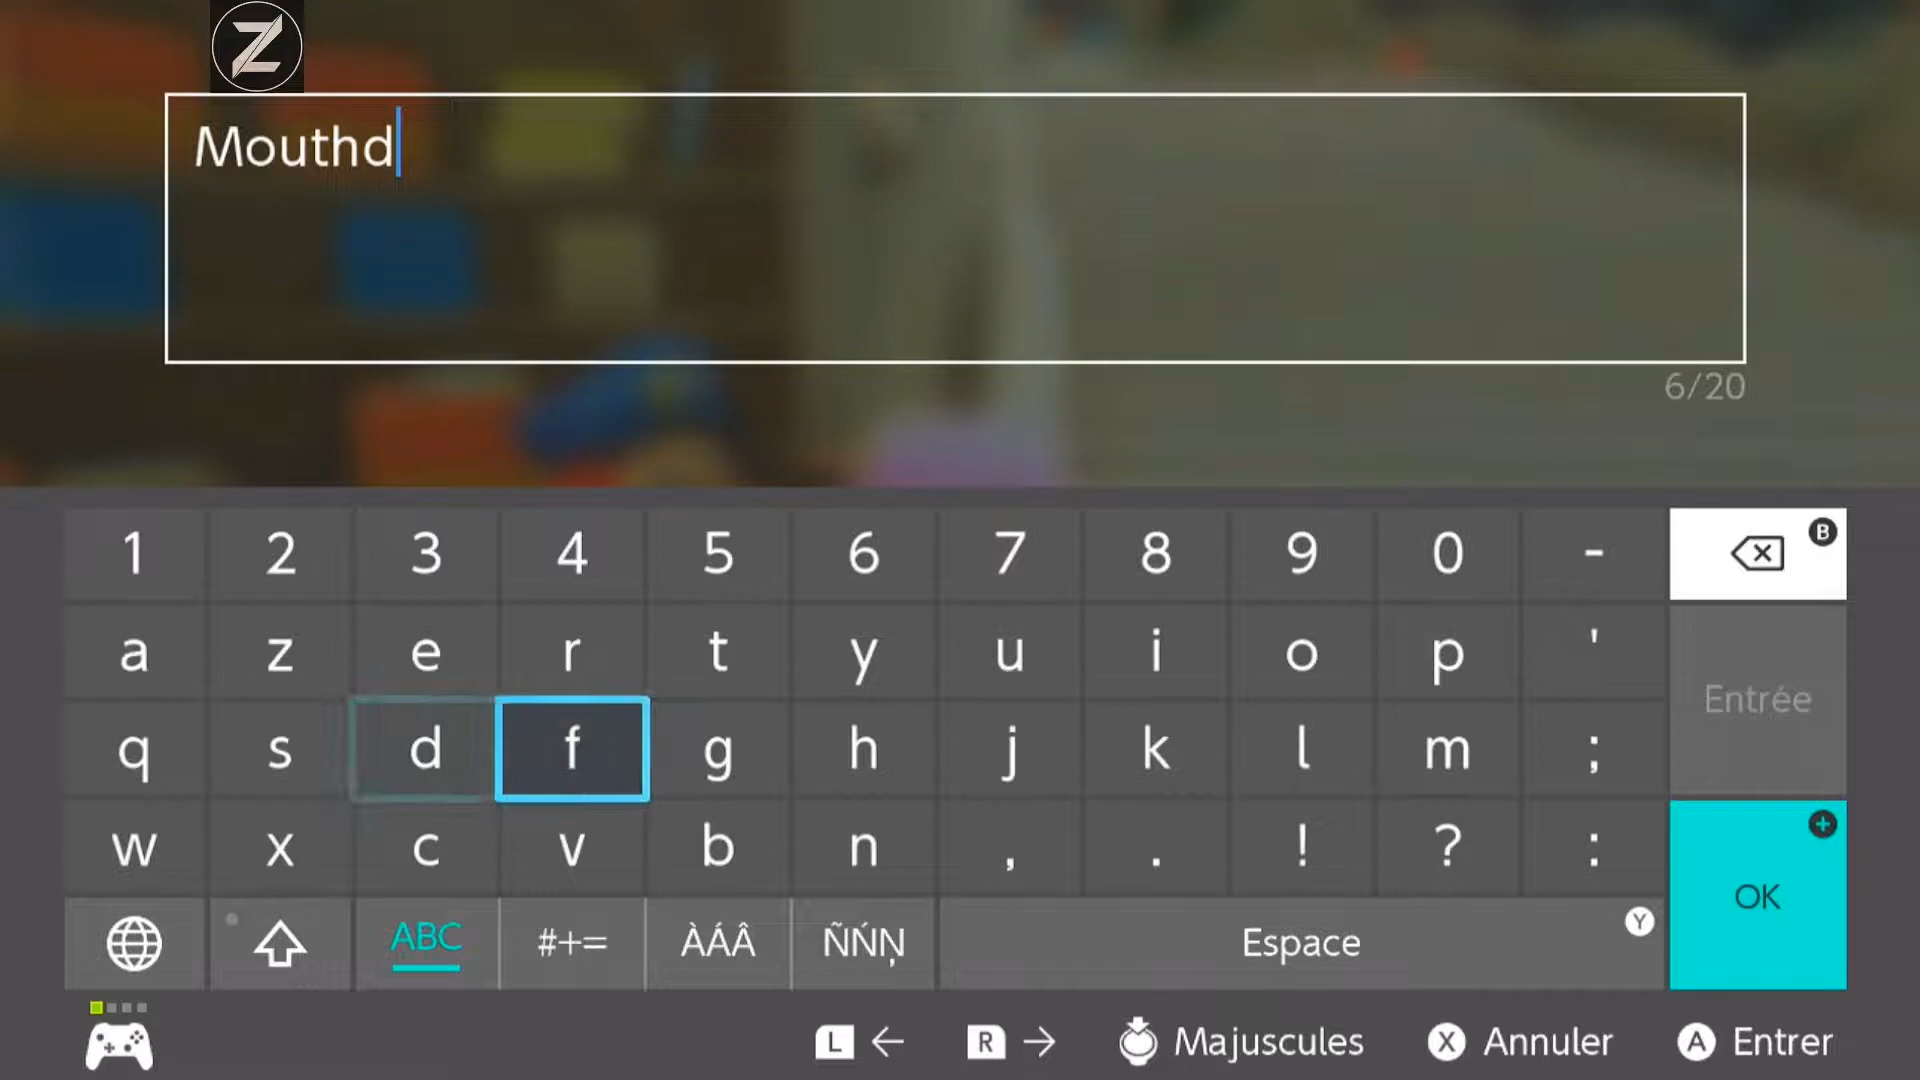 Z
Mouthd
6/20
1 2 3 4 5 6 7 8 9 0 - B
a z e r t y u i o p '
Entrée
q s d f g h j k l m ;
w x c v b n , . ! ? :
+
OK
ABC #+= ÀÁÂ ÑŃŅ Espace Y
L ← R → Majuscules X Annuler A Entrer